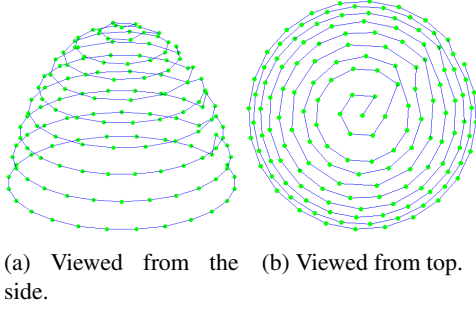 (a) Viewed from the
side.
(b) Viewed from top.